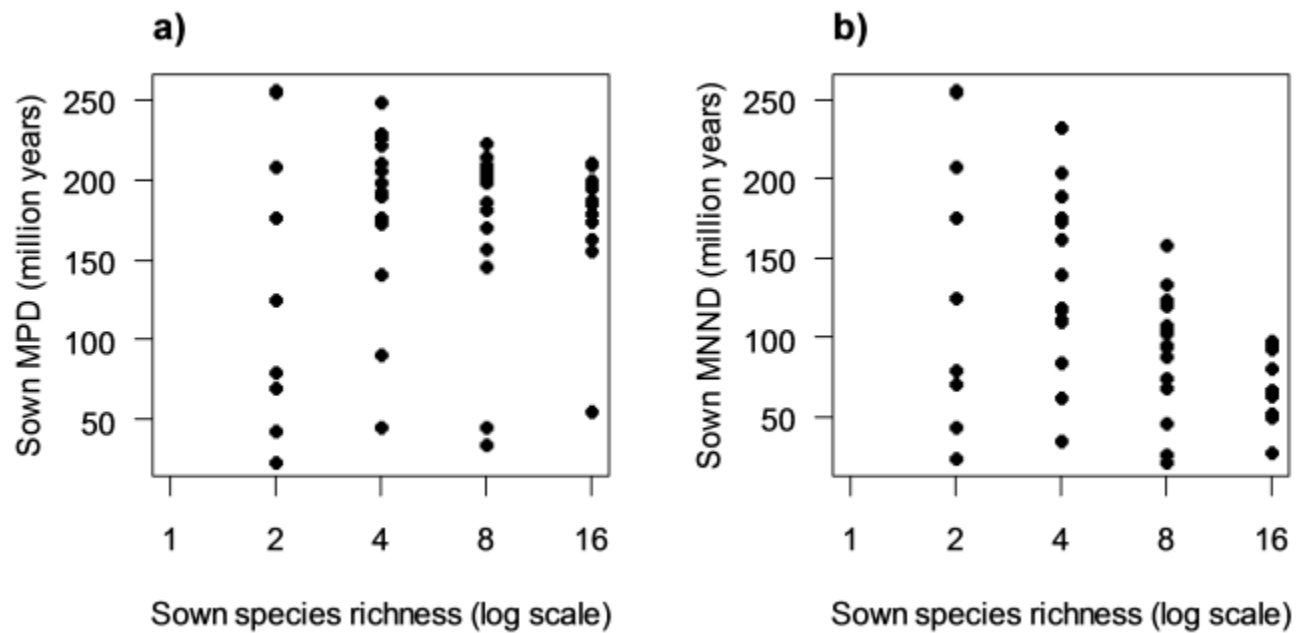 a)
Sown MPD (million years)
250
200
150
100
50
1 2 4 8 16
Sown species richness (log scale)
b)
Sown MNND (million years)
250
200
150
100
50
1 2 4 8 16
Sown species richness (log scale)